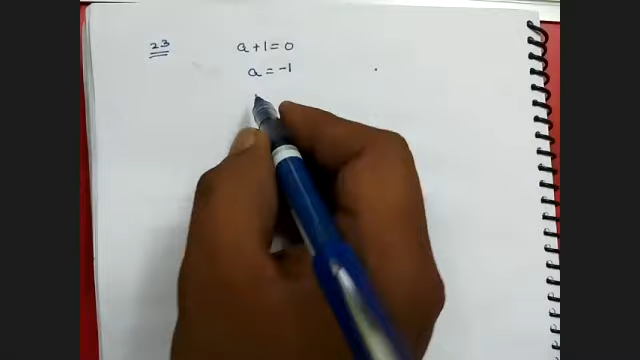 23 a + 1 = 0
a = -1